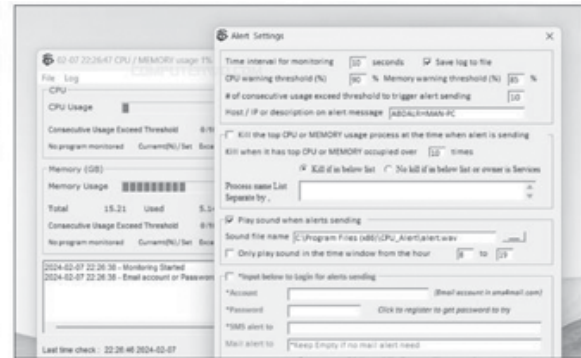 02-07 22:26:47 CPU / MEMORY usage 1%
File Log
CPU
CPU Usage
Consecutive Usage Exceed Threshold
No program monitored Current(%)/Set
Memory (GB)
Memory Usage
Total 15.21 Used
Consecutive Usage Exceed Threshold
No program monitored Current(%)/Set
2024-02-07 22:26:38 - Monitoring Started
2024-02-07 22:26:38 - Email account or Password
Last time check : 22:26:46 2024-02-07
Alert Settings
Time interval for monitoring 10 seconds Save log to file
CPU warning threshold (%) 90 % Memory warning threshold (%) 85 %
# of consecutive usage exceed threshold to trigger alert sending 10
Host / IP or description on alert message ABDALRHMAN-PC
Kill the top CPU or MEMORY usage process at the time when alert is sending
Kill when it has top CPU or MEMORY occupied over 10 times
Kill if in below list No kill if in below list or owner is Services
Process name List
Separate by ,
Play sound when alerts sending
Sound file name C:\Program Files (x86)\CPU_Alert\alert.wav ...
Only play sound in the time window from the hour 8 to 19
*Input below to Login for alerts sending
*Account (Email account in sms4mail.com)
*Password Click to register to get password to try
*SMS alert to
Mail alert to *Keep Empty if no mail alert need